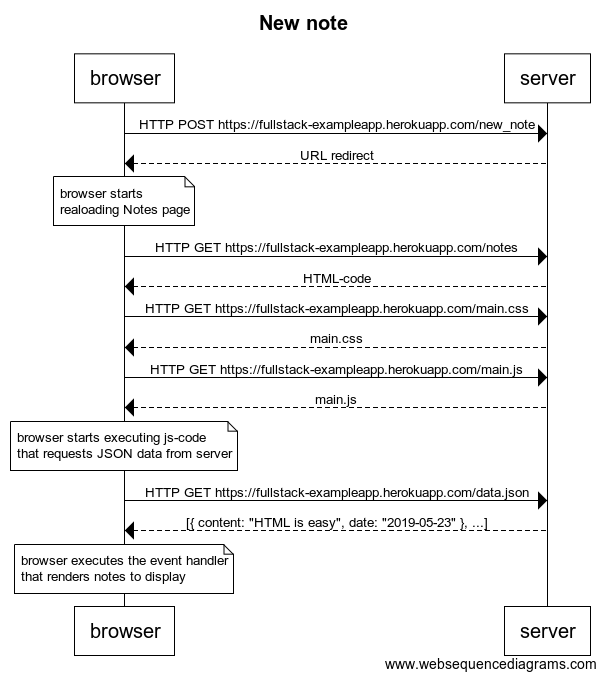 New note
browser
server
HTTP POST https://fullstack-exampleapp.herokuapp.com/new_note
URL redirect
browser starts
realoading Notes page
HTTP GET https://fullstack-exampleapp.herokuapp.com/notes
HTML-code
HTTP GET https://fullstack-exampleapp.herokuapp.com/main.css
main.css
HTTP GET https://fullstack-exampleapp.herokuapp.com/main.js
main.js
browser starts executing js-code
that requests JSON data from server
HTTP GET https://fullstack-exampleapp.herokuapp.com/data.json
[{ content: "HTML is easy", date: "2019-05-23" }, ...]
browser executes the event handler
that renders notes to display
browser
server
www.websequencediagrams.com